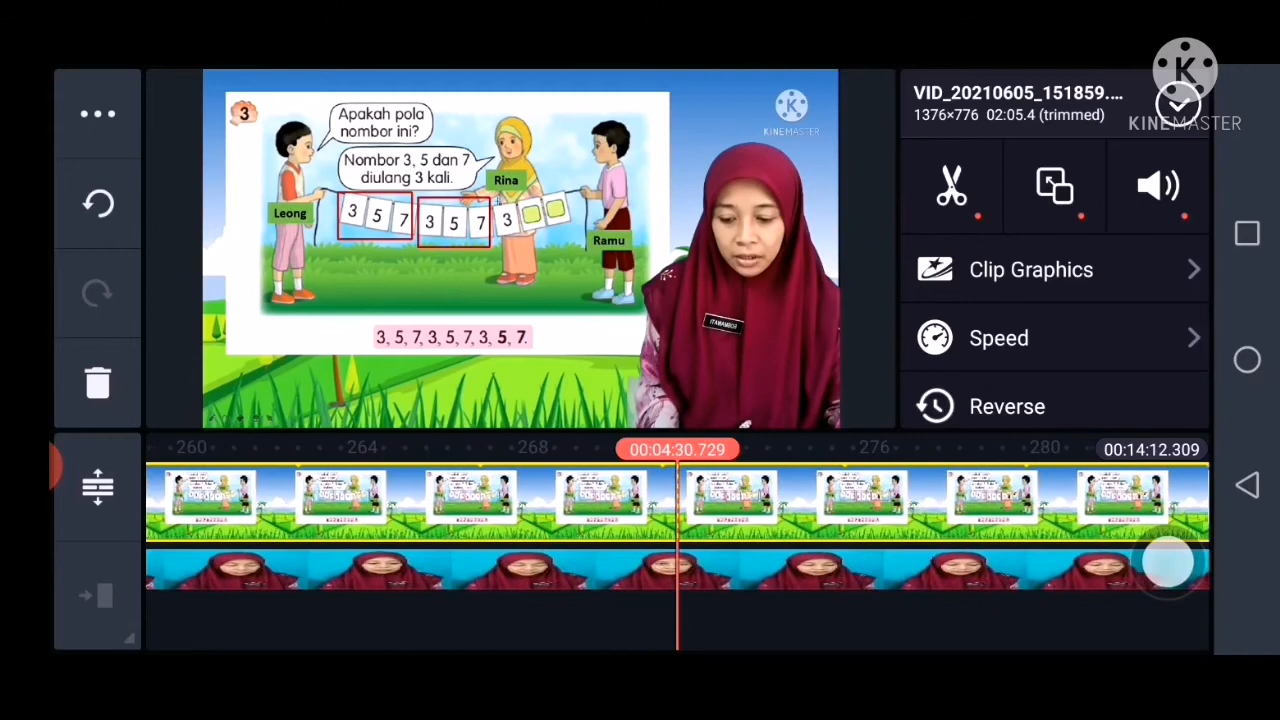 KINEMASTER
VID_20210605_151859....
1376×776 02:05.4 (trimmed)
Clip Graphics
Speed
Reverse
3
Apakah pola
nombor ini?
Nombor 3, 5 dan 7
diulang 3 kali.
Rina
Leong
Ramu
3 5 7 3 5 7 3
3, 5, 7, 3, 5, 7, 3, 5, 7.
KINEMASTER
260 264 268 00:04:30.729 276 280 00:14:12.309